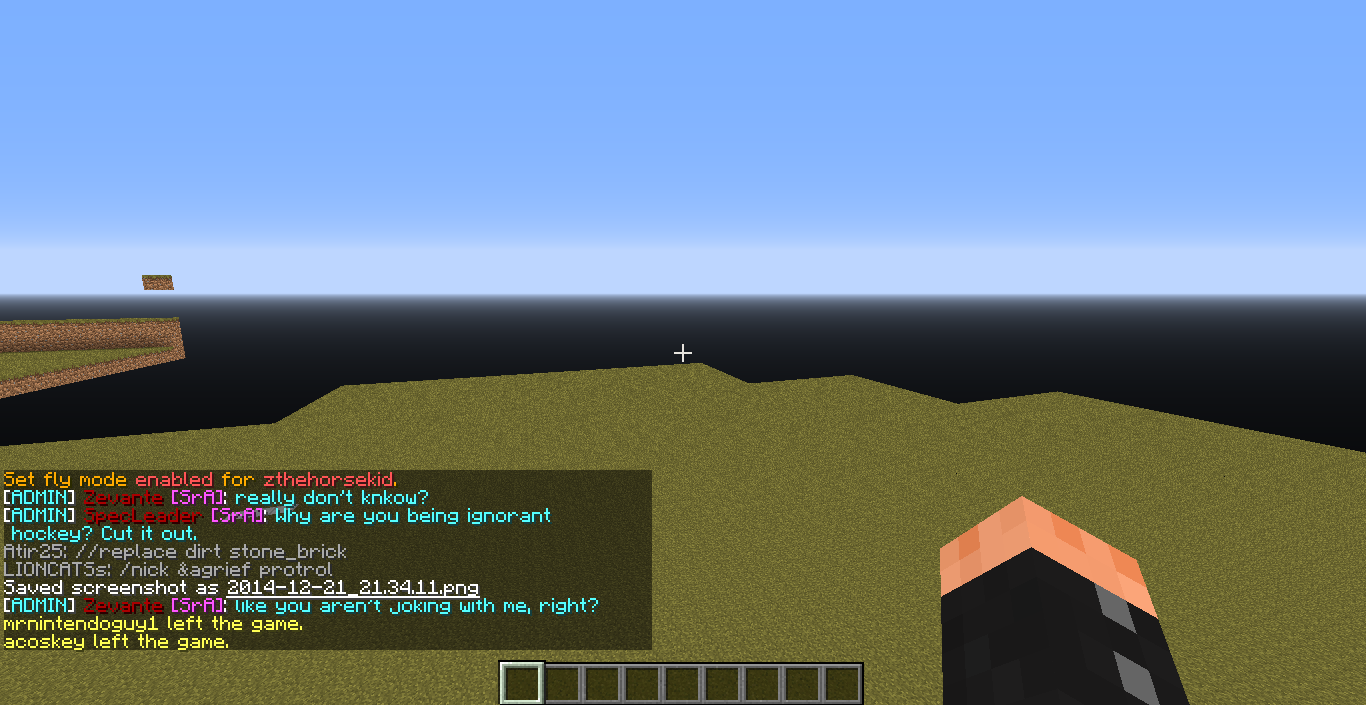 Set fly mode enabled for zthehorsekid.
[ADMIN] Zevante [SrA]: really don't knkow?
[ADMIN] SpecLeader [SrA]: Why are you being ignorant
hockey? Cut it out.
Atir25: //replace dirt stone_brick
LIONCATSs: /nick &agrief protrol
Saved screenshot as 2014-12-21_21.34.11.png
[ADMIN] Zevante [SrA]: like you aren't joking with me, right?
mrnintendoguy1 left the game.
acoskey left the game.